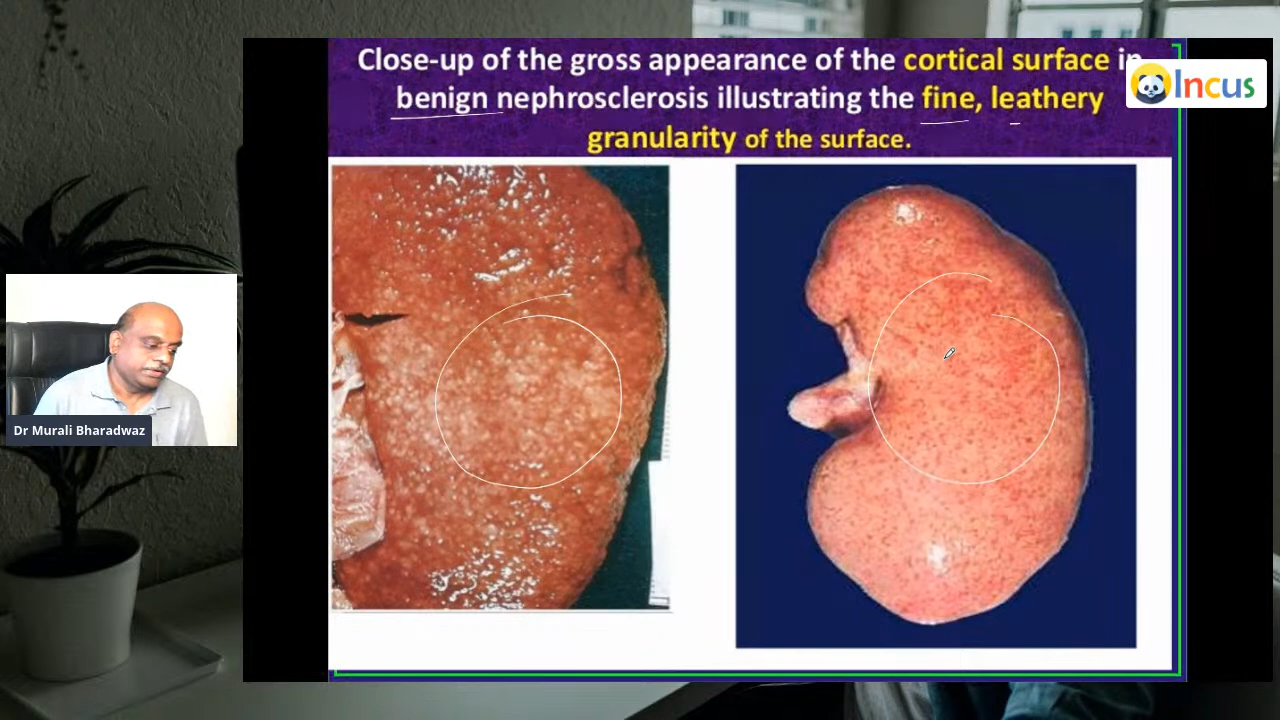 Close-up of the gross appearance of the cortical surface in
benign nephrosclerosis illustrating the fine, leathery
granularity of the surface.
Incus
Dr Murali Bharadwaz